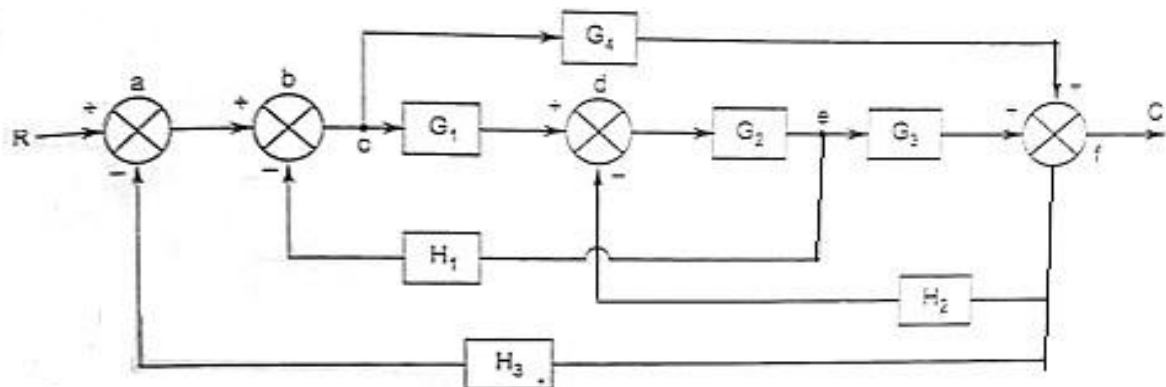 G₄
a
b
d
+
+
+
−
−
C
R
c
G₁
G₂
e
G₃
f
−
−
−
H₁
H₂
H₃